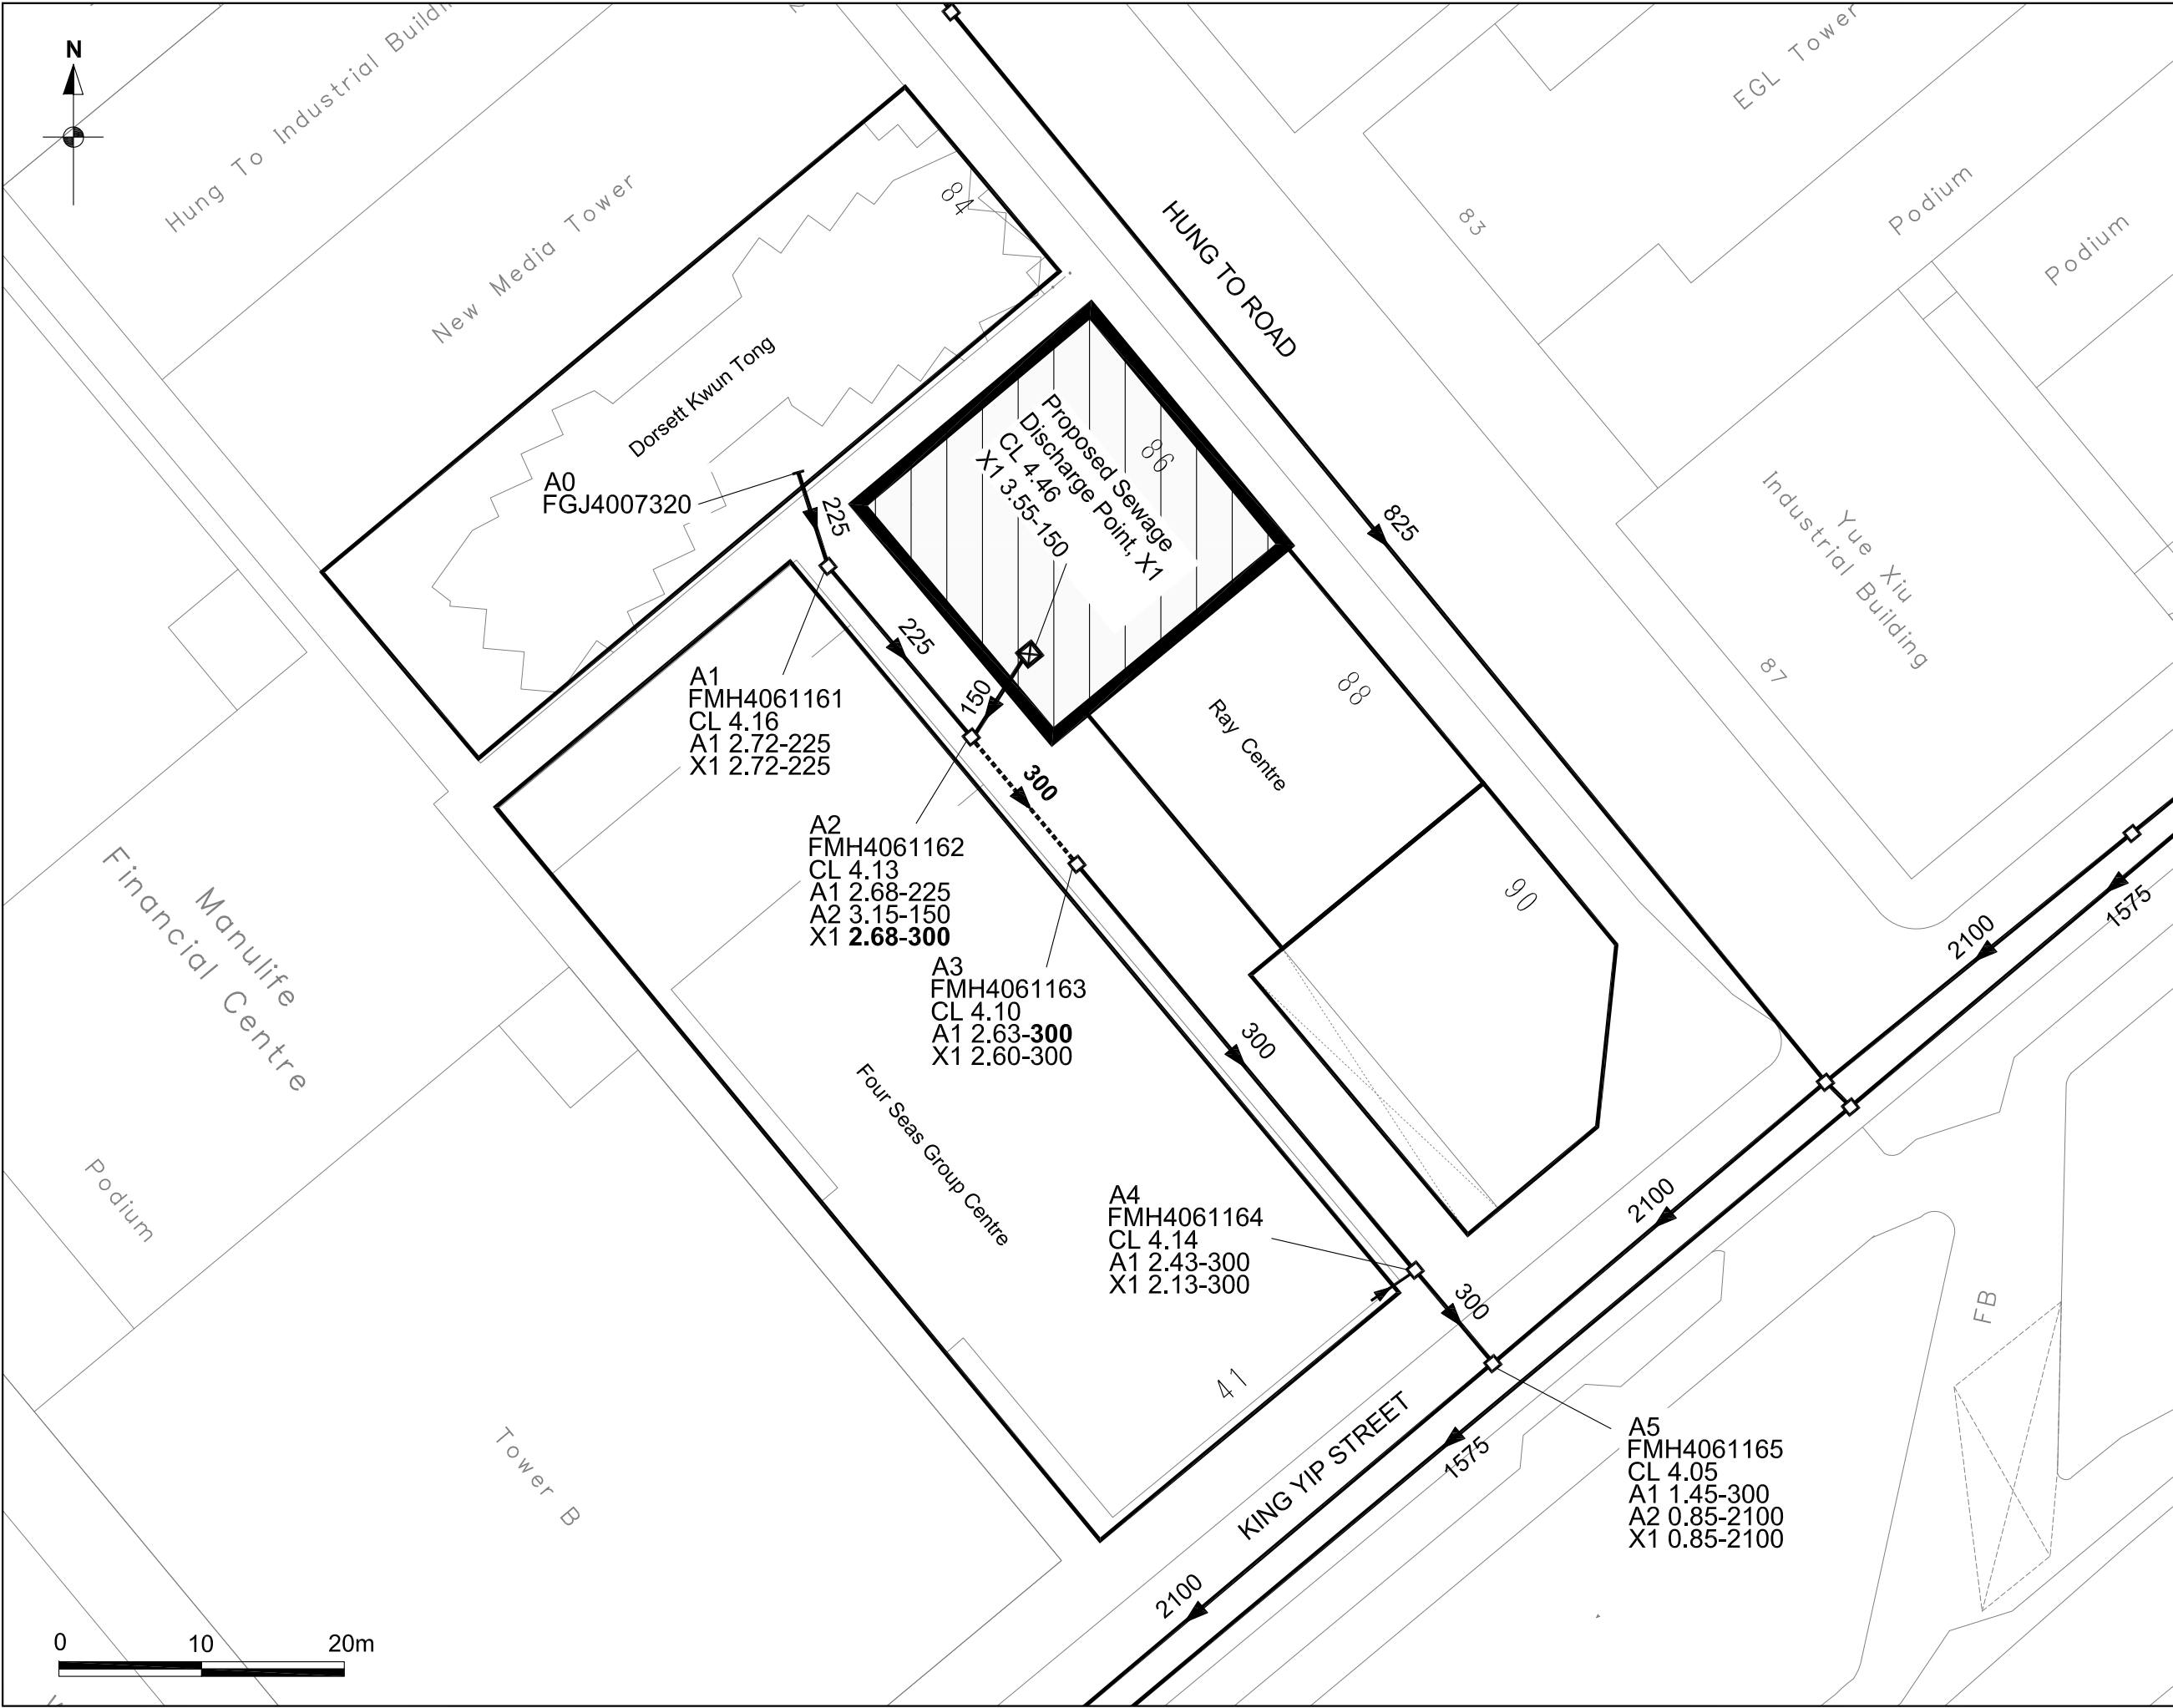 N
Hung To Industrial Buildin
New Media Tower
84
Dorsett Kwun Tong
HUNG TO ROAD
EGL Tower
83
Podium
Podium
A0
FGJ4007320
225
Proposed Sewage
Discharge Point, X1
CL 4.46
X1 3.55-150
86
825
Yue Xiu
Industrial Building
87
225
150
A1
FMH4061161
CL 4.16
A1 2.72-225
X1 2.72-225
88
Ray Centre
300
A2
FMH4061162
CL 4.13
A1 2.68-225
A2 3.15-150
X1 2.68-300
90
2100
1575
Manulife
Financial Centre
A3
FMH4061163
CL 4.10
A1 2.63-300
X1 2.60-300
300
Four Seas Group Centre
Podium
A4
FMH4061164
CL 4.14
A1 2.43-300
X1 2.13-300
2100
300
FB
41
KING YIP STREET
1575
A5
FMH4061165
CL 4.05
A1 1.45-300
A2 0.85-2100
X1 0.85-2100
Tower B
2100
0 10 20m